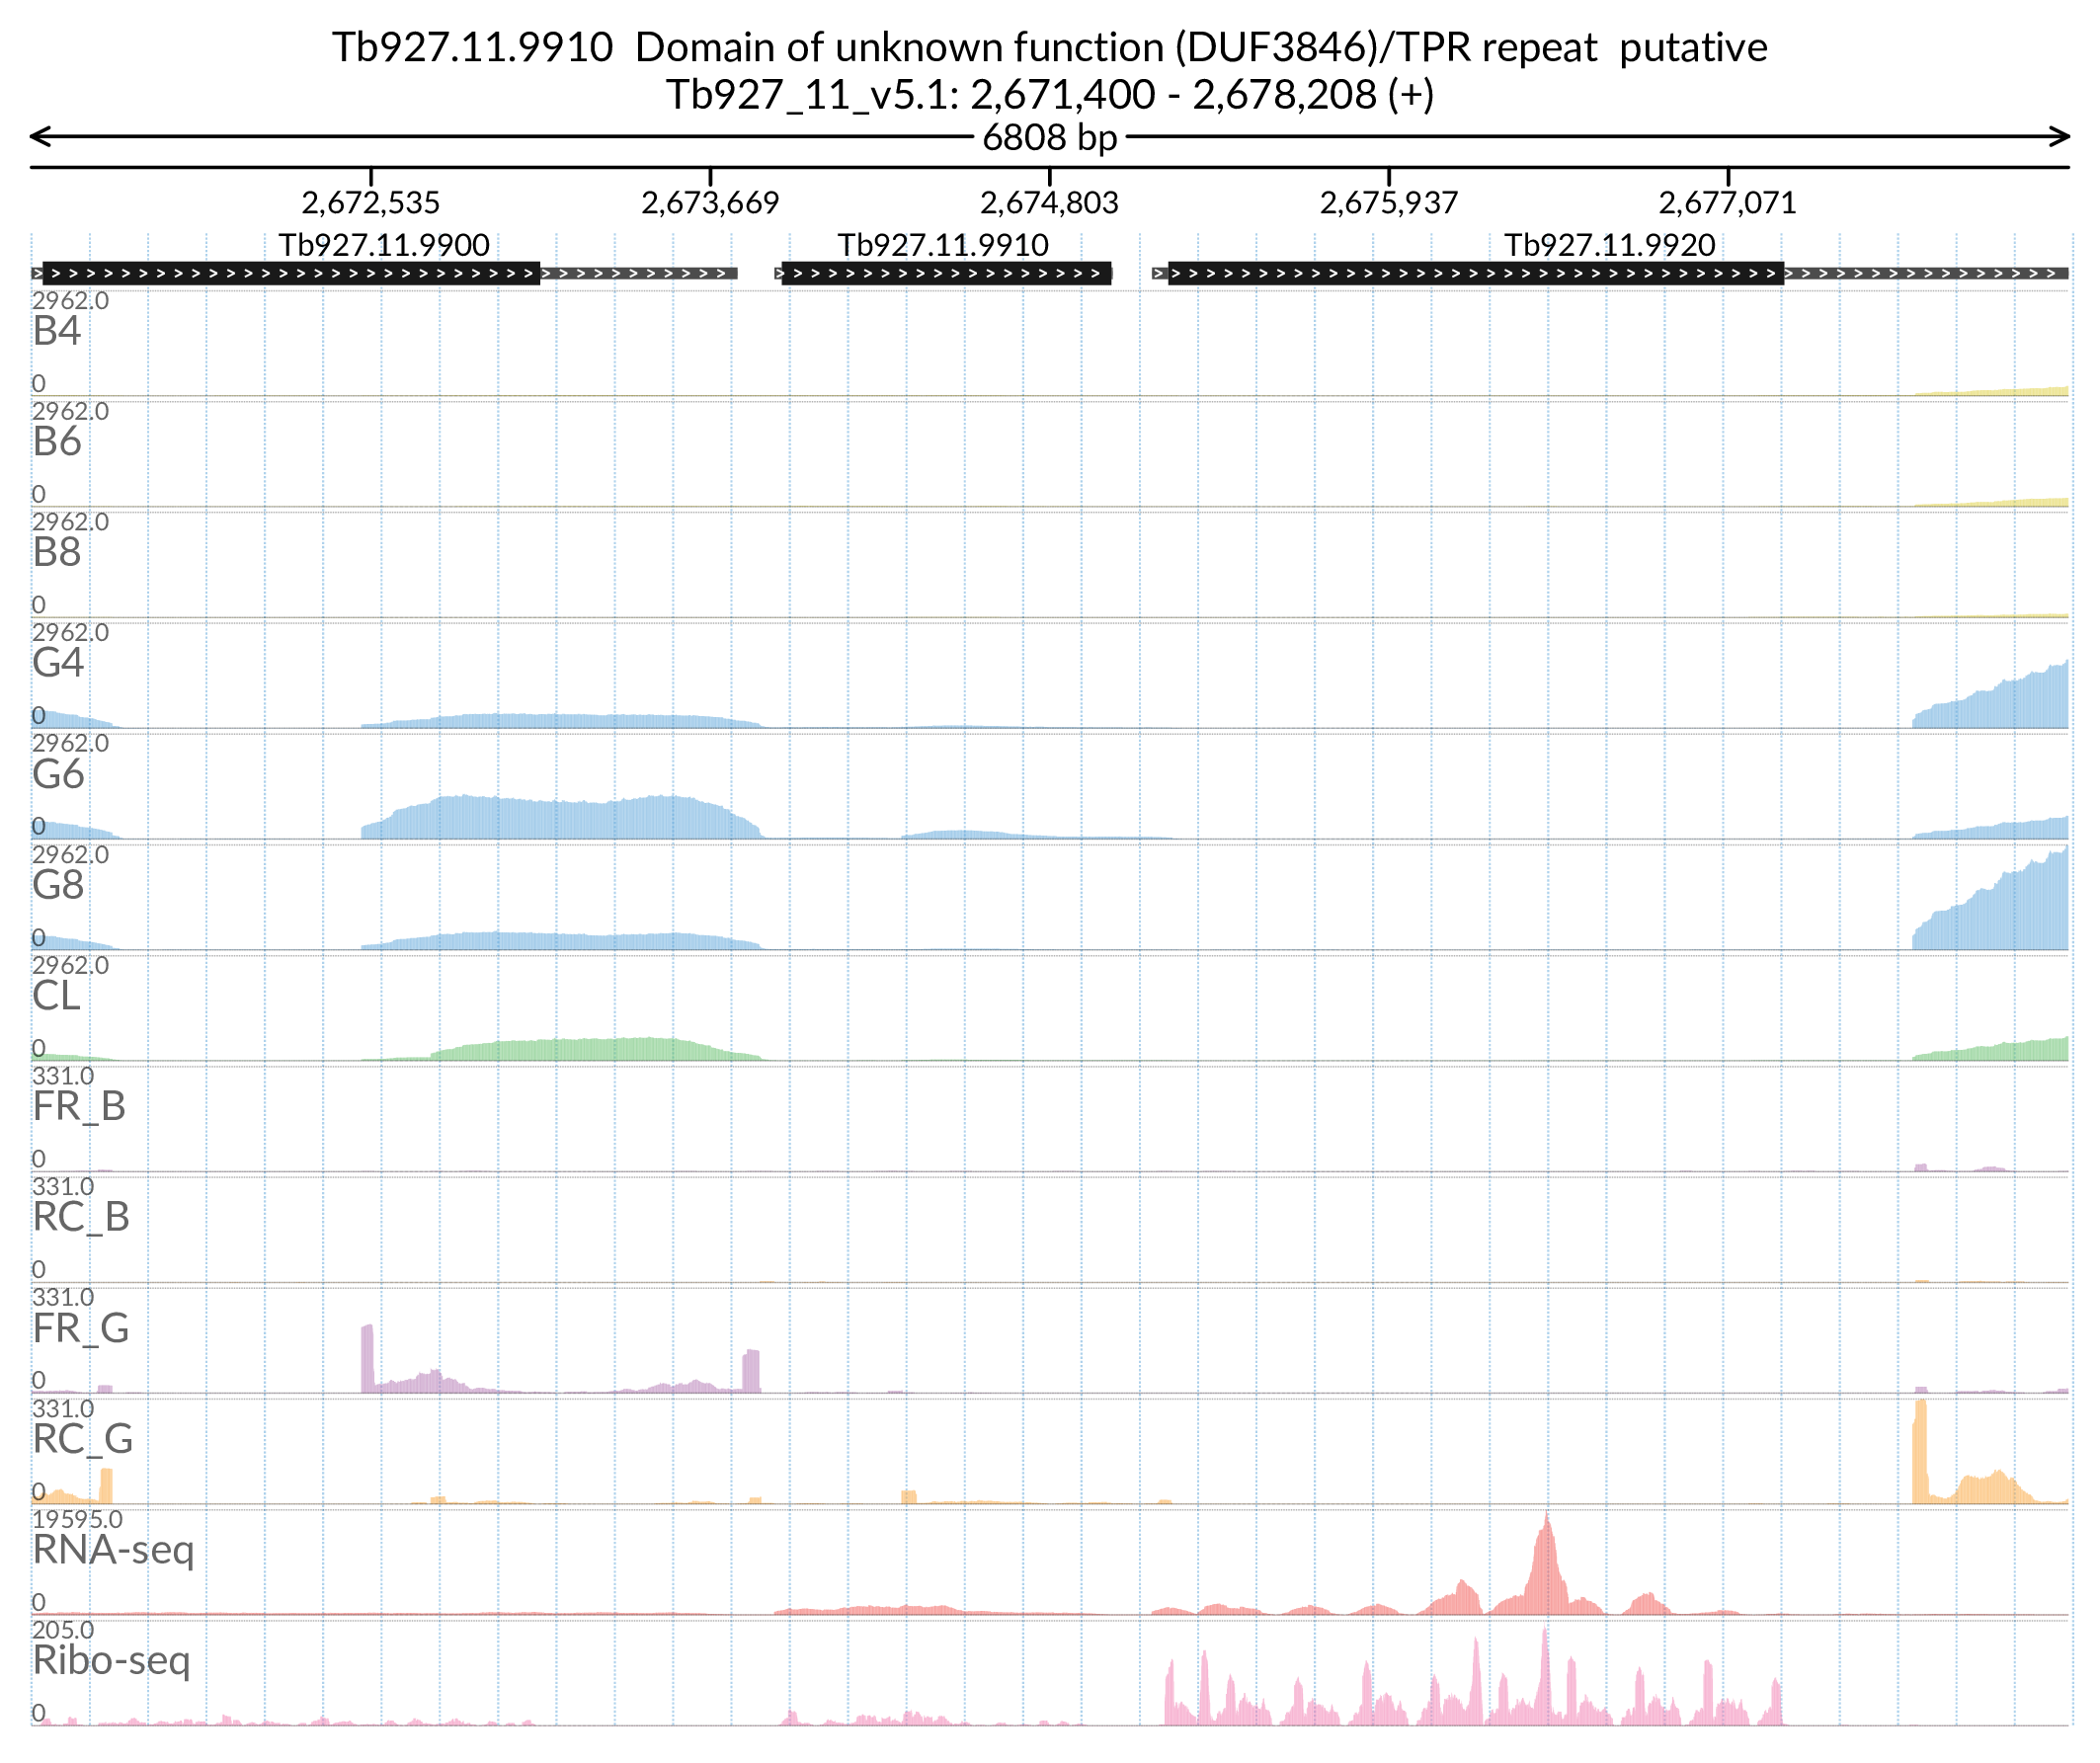 Tb927.11.9910  Domain of unknown function (DUF3846)/TPR repeat  putative
Tb927_11_v5.1: 2,671,400 - 2,678,208 (+)
6808 bp
2,672,535 2,673,669 2,674,803 2,675,937 2,677,071
Tb927.11.9900 Tb927.11.9910 Tb927.11.9920
2962.0
B4
0
2962.0
B6
0
2962.0
B8
0
2962.0
G4
0
2962.0
G6
0
2962.0
G8
0
2962.0
CL
0
331.0
FR_B
0
331.0
RC_B
0
331.0
FR_G
0
331.0
RC_G
0
19595.0
RNA-seq
0
205.0
Ribo-seq
0